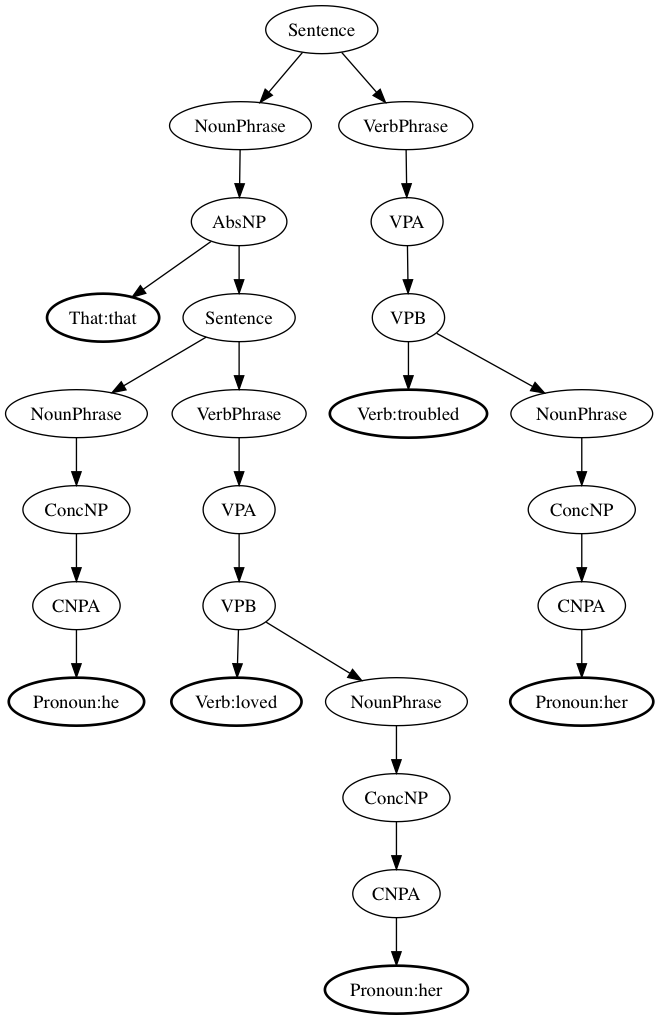 Sentence
NounPhrase VerbPhrase
AbsNP VPA
That:that Sentence VPB
NounPhrase VerbPhrase Verb:troubled NounPhrase
ConcNP VPA ConcNP
CNPA VPB CNPA
Pronoun:he Verb:loved NounPhrase Pronoun:her
ConcNP
CNPA
Pronoun:her